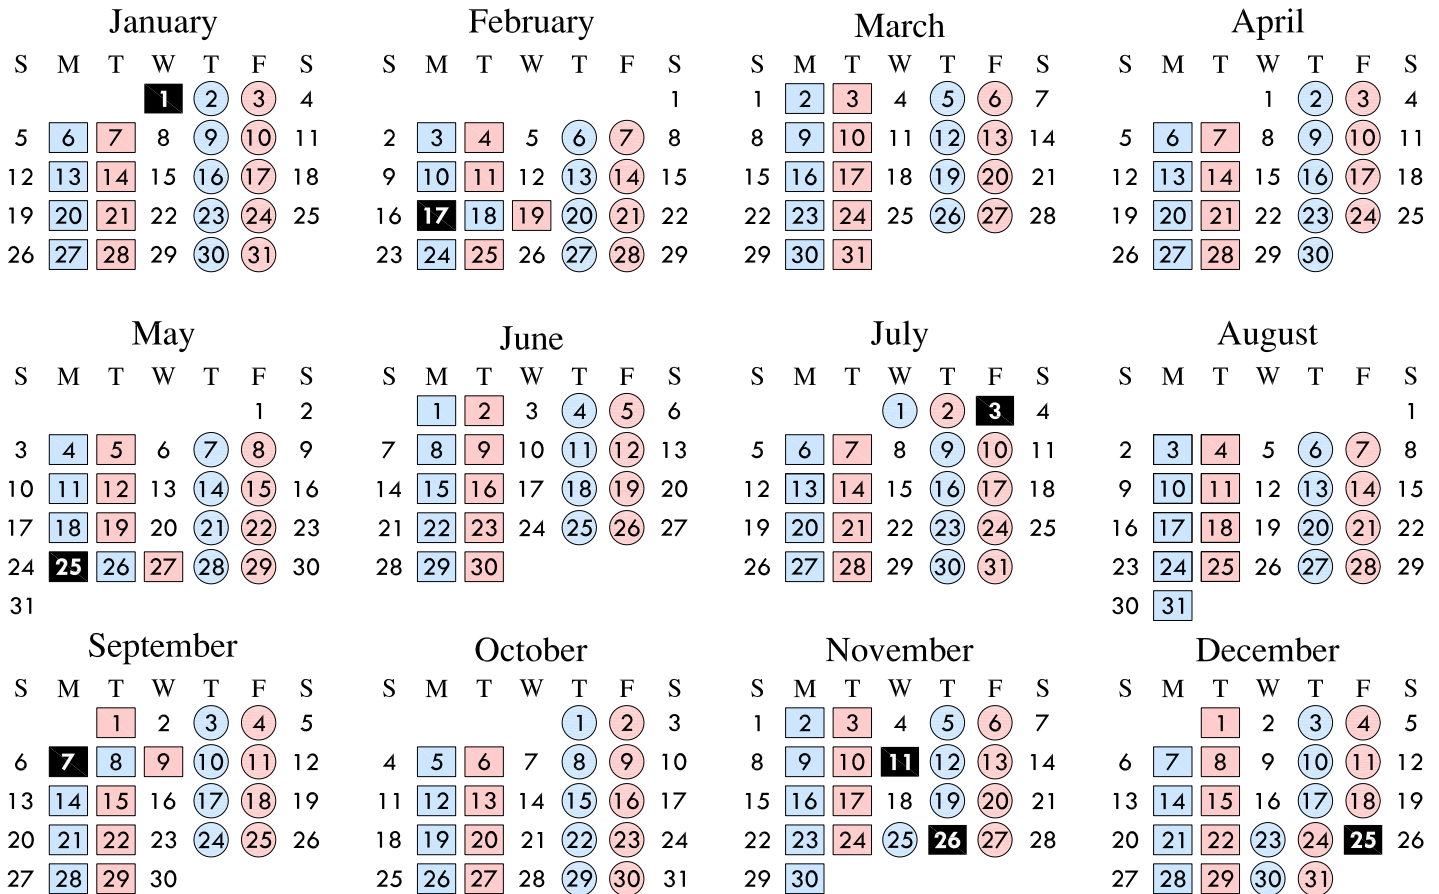 January February March April
S M T W T F S S M T W T F S S M T W T F S S M T W T F S
1 2 3 4 1 1 2 3 4 5 6 7 1 2 3 4
5 6 7 8 9 10 11 2 3 4 5 6 7 8 8 9 10 11 12 13 14 5 6 7 8 9 10 11
12 13 14 15 16 17 18 9 10 11 12 13 14 15 15 16 17 18 19 20 21 12 13 14 15 16 17 18
19 20 21 22 23 24 25 16 17 18 19 20 21 22 22 23 24 25 26 27 28 19 20 21 22 23 24 25
26 27 28 29 30 31 23 24 25 26 27 28 29 29 30 31 26 27 28 29 30
May June July August
S M T W T F S S M T W T F S S M T W T F S S M T W T F S
1 2 1 2 3 4 5 6 1 2 3 4 1
3 4 5 6 7 8 9 7 8 9 10 11 12 13 5 6 7 8 9 10 11 2 3 4 5 6 7 8
10 11 12 13 14 15 16 14 15 16 17 18 19 20 12 13 14 15 16 17 18 9 10 11 12 13 14 15
17 18 19 20 21 22 23 21 22 23 24 25 26 27 19 20 21 22 23 24 25 16 17 18 19 20 21 22
24 25 26 27 28 29 30 28 29 30 26 27 28 29 30 31 23 24 25 26 27 28 29
31 30 31
September October November December
S M T W T F S S M T W T F S S M T W T F S S M T W T F S
1 2 3 4 5 1 2 3 1 2 3 4 5 6 7 1 2 3 4 5
6 7 8 9 10 11 12 4 5 6 7 8 9 10 8 9 10 11 12 13 14 6 7 8 9 10 11 12
13 14 15 16 17 18 19 11 12 13 14 15 16 17 15 16 17 18 19 20 21 13 14 15 16 17 18 19
20 21 22 23 24 25 26 18 19 20 21 22 23 24 22 23 24 25 26 27 28 20 21 22 23 24 25 26
27 28 29 30 25 26 27 28 29 30 31 29 30 27 28 29 30 31